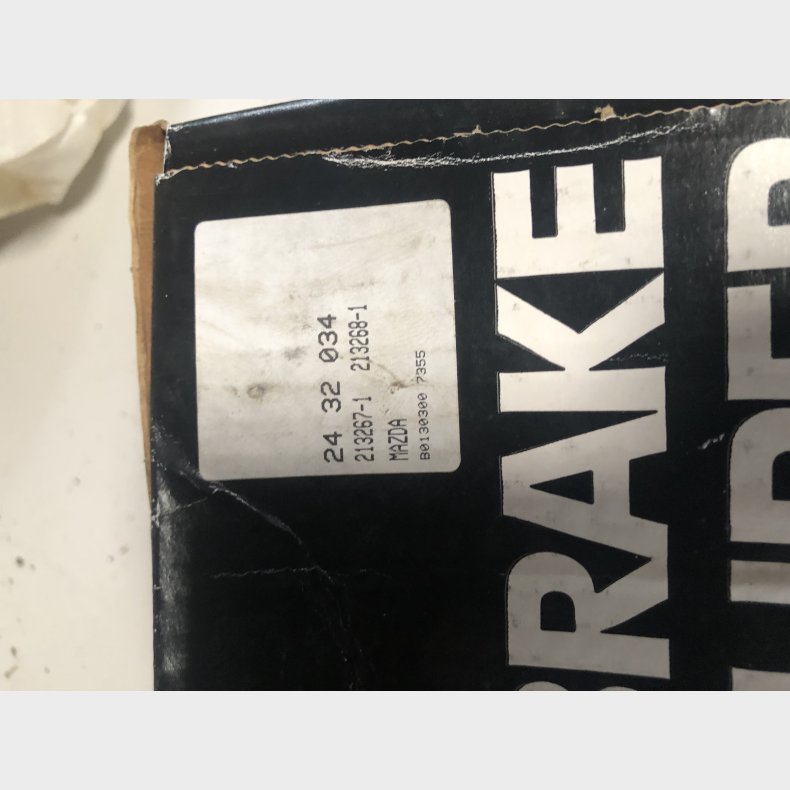 24 32 034
213267-1 213268-1
MAZDA
B0130300 7355
BRAKE